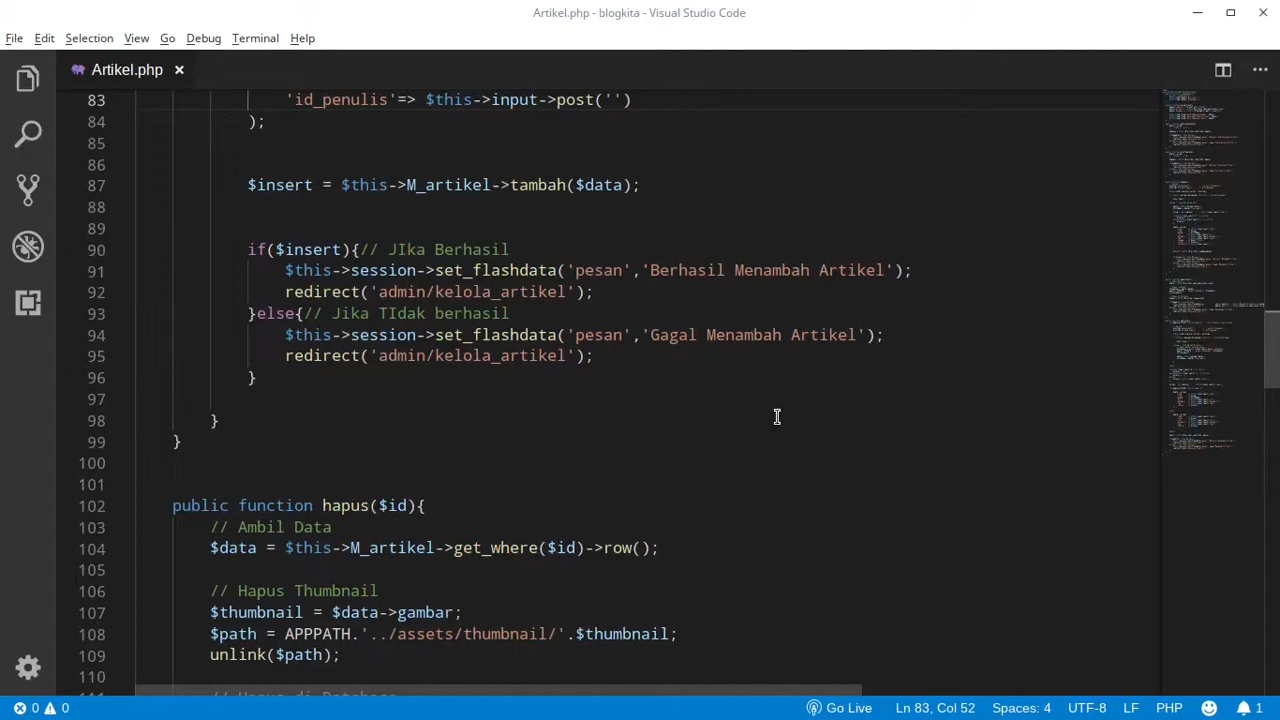 Artikel.php - blogkita - Visual Studio Code
File Edit Selection View Go Debug Terminal Help
Artikel.php
83 'id_penulis'=> $this->input->post('')
84 );
85
86
87 $insert = $this->M_artikel->tambah($data);
88
89
90 if($insert){// JIka Berhasil
91 $this->session->set_flashdata('pesan','Berhasil Menambah Artikel');
92 redirect('admin/kelola_artikel');
93 }else{// Jika TIdak berhasil
94 $this->session->set_flashdata('pesan','Gagal Menambah Artikel');
95 redirect('admin/kelola_artikel');
96 }
97
98 }
99 }
100
101
102 public function hapus($id){
103 // Ambil Data
104 $data = $this->M_artikel->get_where($id)->row();
105
106 // Hapus Thumbnail
107 $thumbnail = $data->gambar;
108 $path = APPPATH.'../assets/thumbnail/'.$thumbnail;
109 unlink($path);
110
111 // Hapus di Database
0 0 Go Live Ln 83, Col 52 Spaces: 4 UTF-8 LF PHP 1